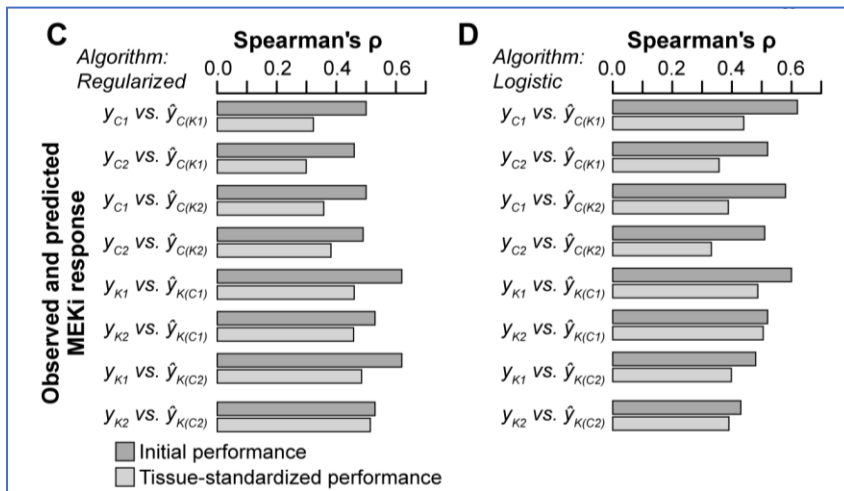 C
Algorithm:
Regularized
Spearman's ρ
0.0 0.2 0.4 0.6
y_C1 vs. ŷ_C(K1)
y_C2 vs. ŷ_C(K1)
y_C1 vs. ŷ_C(K2)
y_C2 vs. ŷ_C(K2)
y_K1 vs. ŷ_K(C1)
y_K2 vs. ŷ_K(C1)
y_K1 vs. ŷ_K(C2)
y_K2 vs. ŷ_K(C2)
Observed and predicted
MEKi response
Initial performance
Tissue-standardized performance
D
Algorithm:
Logistic
Spearman's ρ
0.0 0.2 0.4 0.6
y_C1 vs. ŷ_C(K1)
y_C2 vs. ŷ_C(K1)
y_C1 vs. ŷ_C(K2)
y_C2 vs. ŷ_C(K2)
y_K1 vs. ŷ_K(C1)
y_K2 vs. ŷ_K(C1)
y_K1 vs. ŷ_K(C2)
y_K2 vs. ŷ_K(C2)